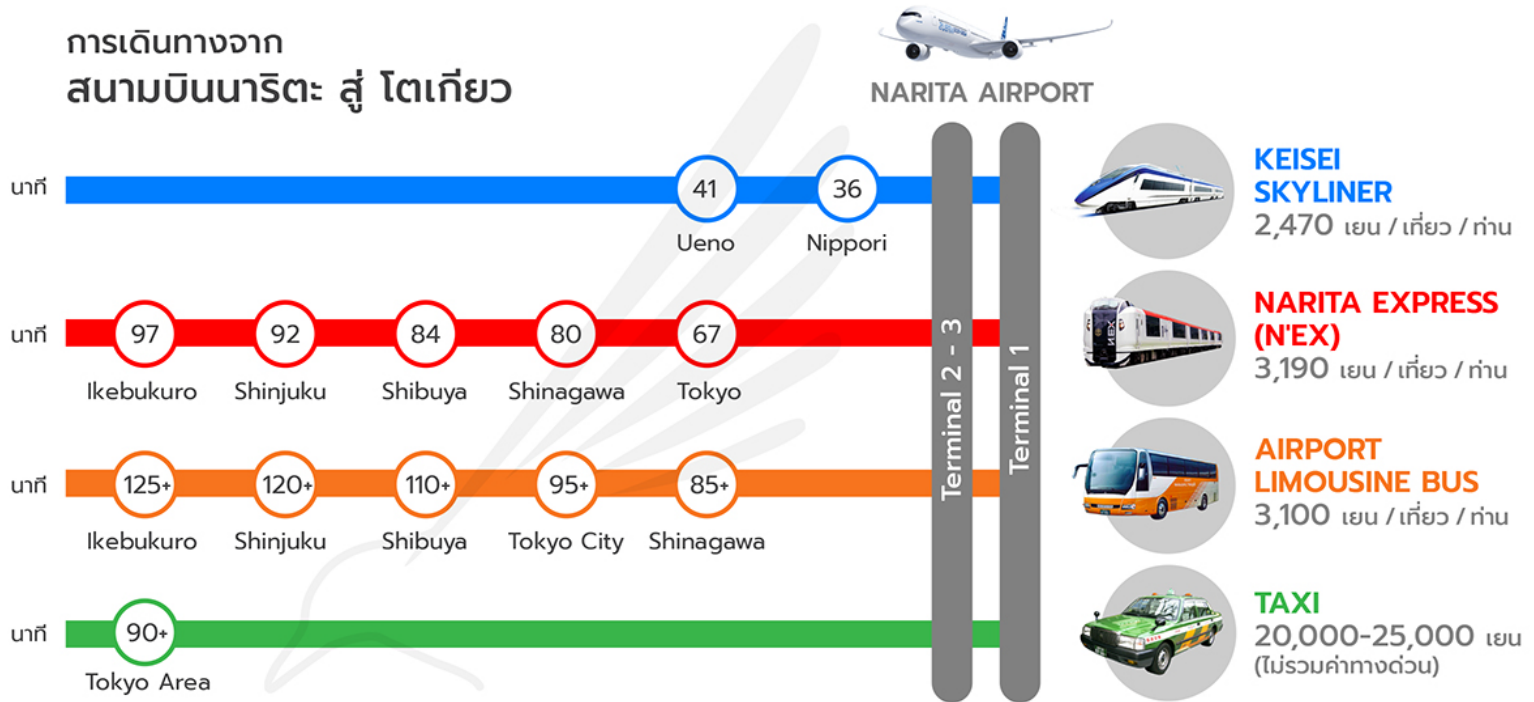 การเดินทางจาก
สนามบินนาริตะ สู่ โตเกียว
NARITA AIRPORT
นาที
41
36
Ueno
Nippori
KEISEI
SKYLINER
2,470 เยน / เที่ยว / ท่าน
นาที
97
92
84
80
67
Ikebukuro
Shinjuku
Shibuya
Shinagawa
Tokyo
NARITA EXPRESS
(N'EX)
3,190 เยน / เที่ยว / ท่าน
Terminal 2 - 3
Terminal 1
นาที
125+
120+
110+
95+
85+
Ikebukuro
Shinjuku
Shibuya
Tokyo City
Shinagawa
AIRPORT
LIMOUSINE BUS
3,100 เยน / เที่ยว / ท่าน
นาที
90+
Tokyo Area
TAXI
20,000-25,000 เยน
(ไม่รวมค่าทางด่วน)
N'EX